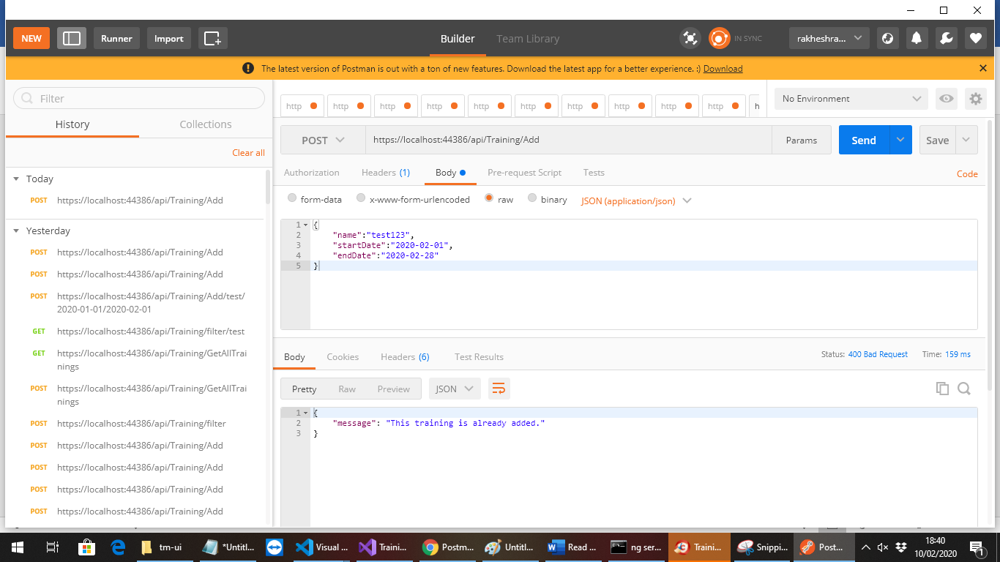 NEW
Runner
Import
Builder
Team Library
IN SYNC
rakheshra...
The latest version of Postman is out with a ton of new features. Download the latest app for a better experience. :) Download
Filter
History
Collections
Clear all
Today
POST https://localhost:44386/api/Training/Add
Yesterday
POST https://localhost:44386/api/Training/Add
POST https://localhost:44386/api/Training/Add
POST https://localhost:44386/api/Training/Add/test/
2020-01-01/2020-02-01
GET https://localhost:44386/api/Training/filter/test
GET https://localhost:44386/api/Training/GetAllTrai
nings
POST https://localhost:44386/api/Training/GetAllTrai
nings
POST https://localhost:44386/api/Training/filter
POST https://localhost:44386/api/Training/Add
POST https://localhost:44386/api/Training/Add
POST https://localhost:44386/api/Training/Add
POST https://localhost:44386/api/Training/Add
http http http http http http http http http http h
No Environment
POST https://localhost:44386/api/Training/Add Params Send Save
Authorization Headers (1) Body Pre-request Script Tests Code
form-data x-www-form-urlencoded raw binary JSON (application/json)
1 {
2 "name":"test123",
3 "startDate":"2020-02-01",
4 "endDate":"2020-02-28"
5 }
Body Cookies Headers (6) Test Results Status: 400 Bad Request Time: 159 ms
Pretty Raw Preview JSON
1 {
2 "message": "This training is already added."
3 }
tm-ui *Untitl... Visual ... Traini... Postm... Untitl... Read ... ng ser... Traini... Snippi... Post...
18:40
10/02/2020
1